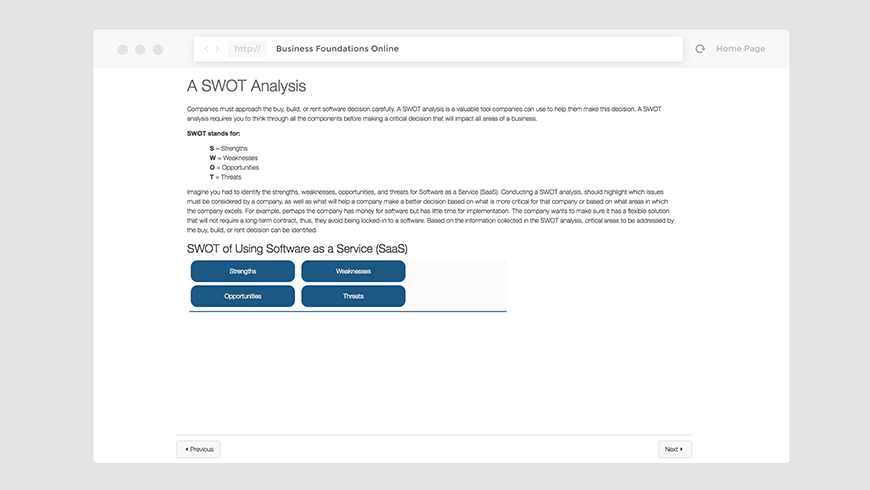 http:// Business Foundations Online Home Page
A SWOT Analysis
Companies must approach the buy, build, or rent software decision carefully. A SWOT analysis is a valuable tool companies can use to help them make this decision. A SWOT
analysis requires you to think through all the components before making a critical decision that will impact all areas of a business.
SWOT stands for:
S = Strengths
W = Weaknesses
O = Opportunities
T = Threats
Imagine you had to identify the strengths, weaknesses, opportunities, and threats for Software as a Service (SaaS). Conducting a SWOT analysis, should highlight which issues
must be considered by a company, as well as what will help a company make a better decision based on what is more critical for that company or based on what areas in which
the company excels. For example, perhaps the company has money for software but has little time for implementation. The company wants to make sure it has a flexible solution
that will not require a long-term contract, thus, they avoid being locked-in to a software. Based on the information collected in the SWOT analysis, critical areas to be addressed by
the buy, build, or rent decision can be identified.
SWOT of Using Software as a Service (SaaS)
Strengths Weaknesses
Opportunities Threats
Previous Next